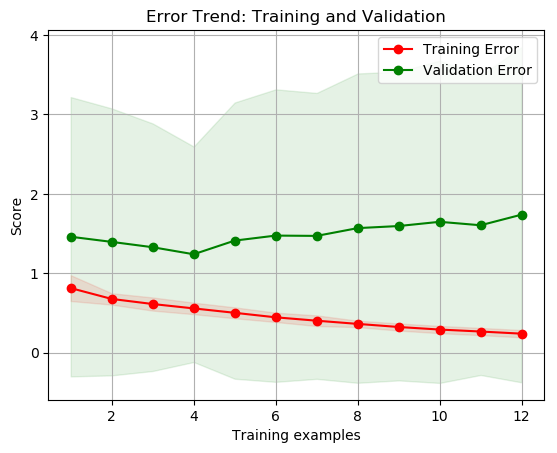 Error Trend: Training and Validation
Training Error
Validation Error
4
3
2
1
0
Score
2
4
6
8
10
12
Training examples